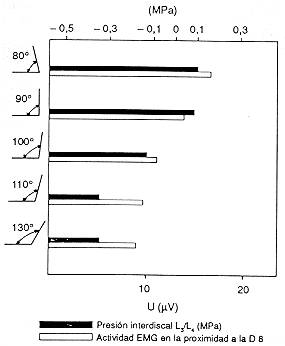 (MPa)
- 0,5 - 0,3 -0,1 0 0,1 0,3
80°
90°
100°
110°
130°
10 20
U (μV)
Presión interdiscal L3/L4 (MPa)
Actividad EMG en la proximidad a la D 8